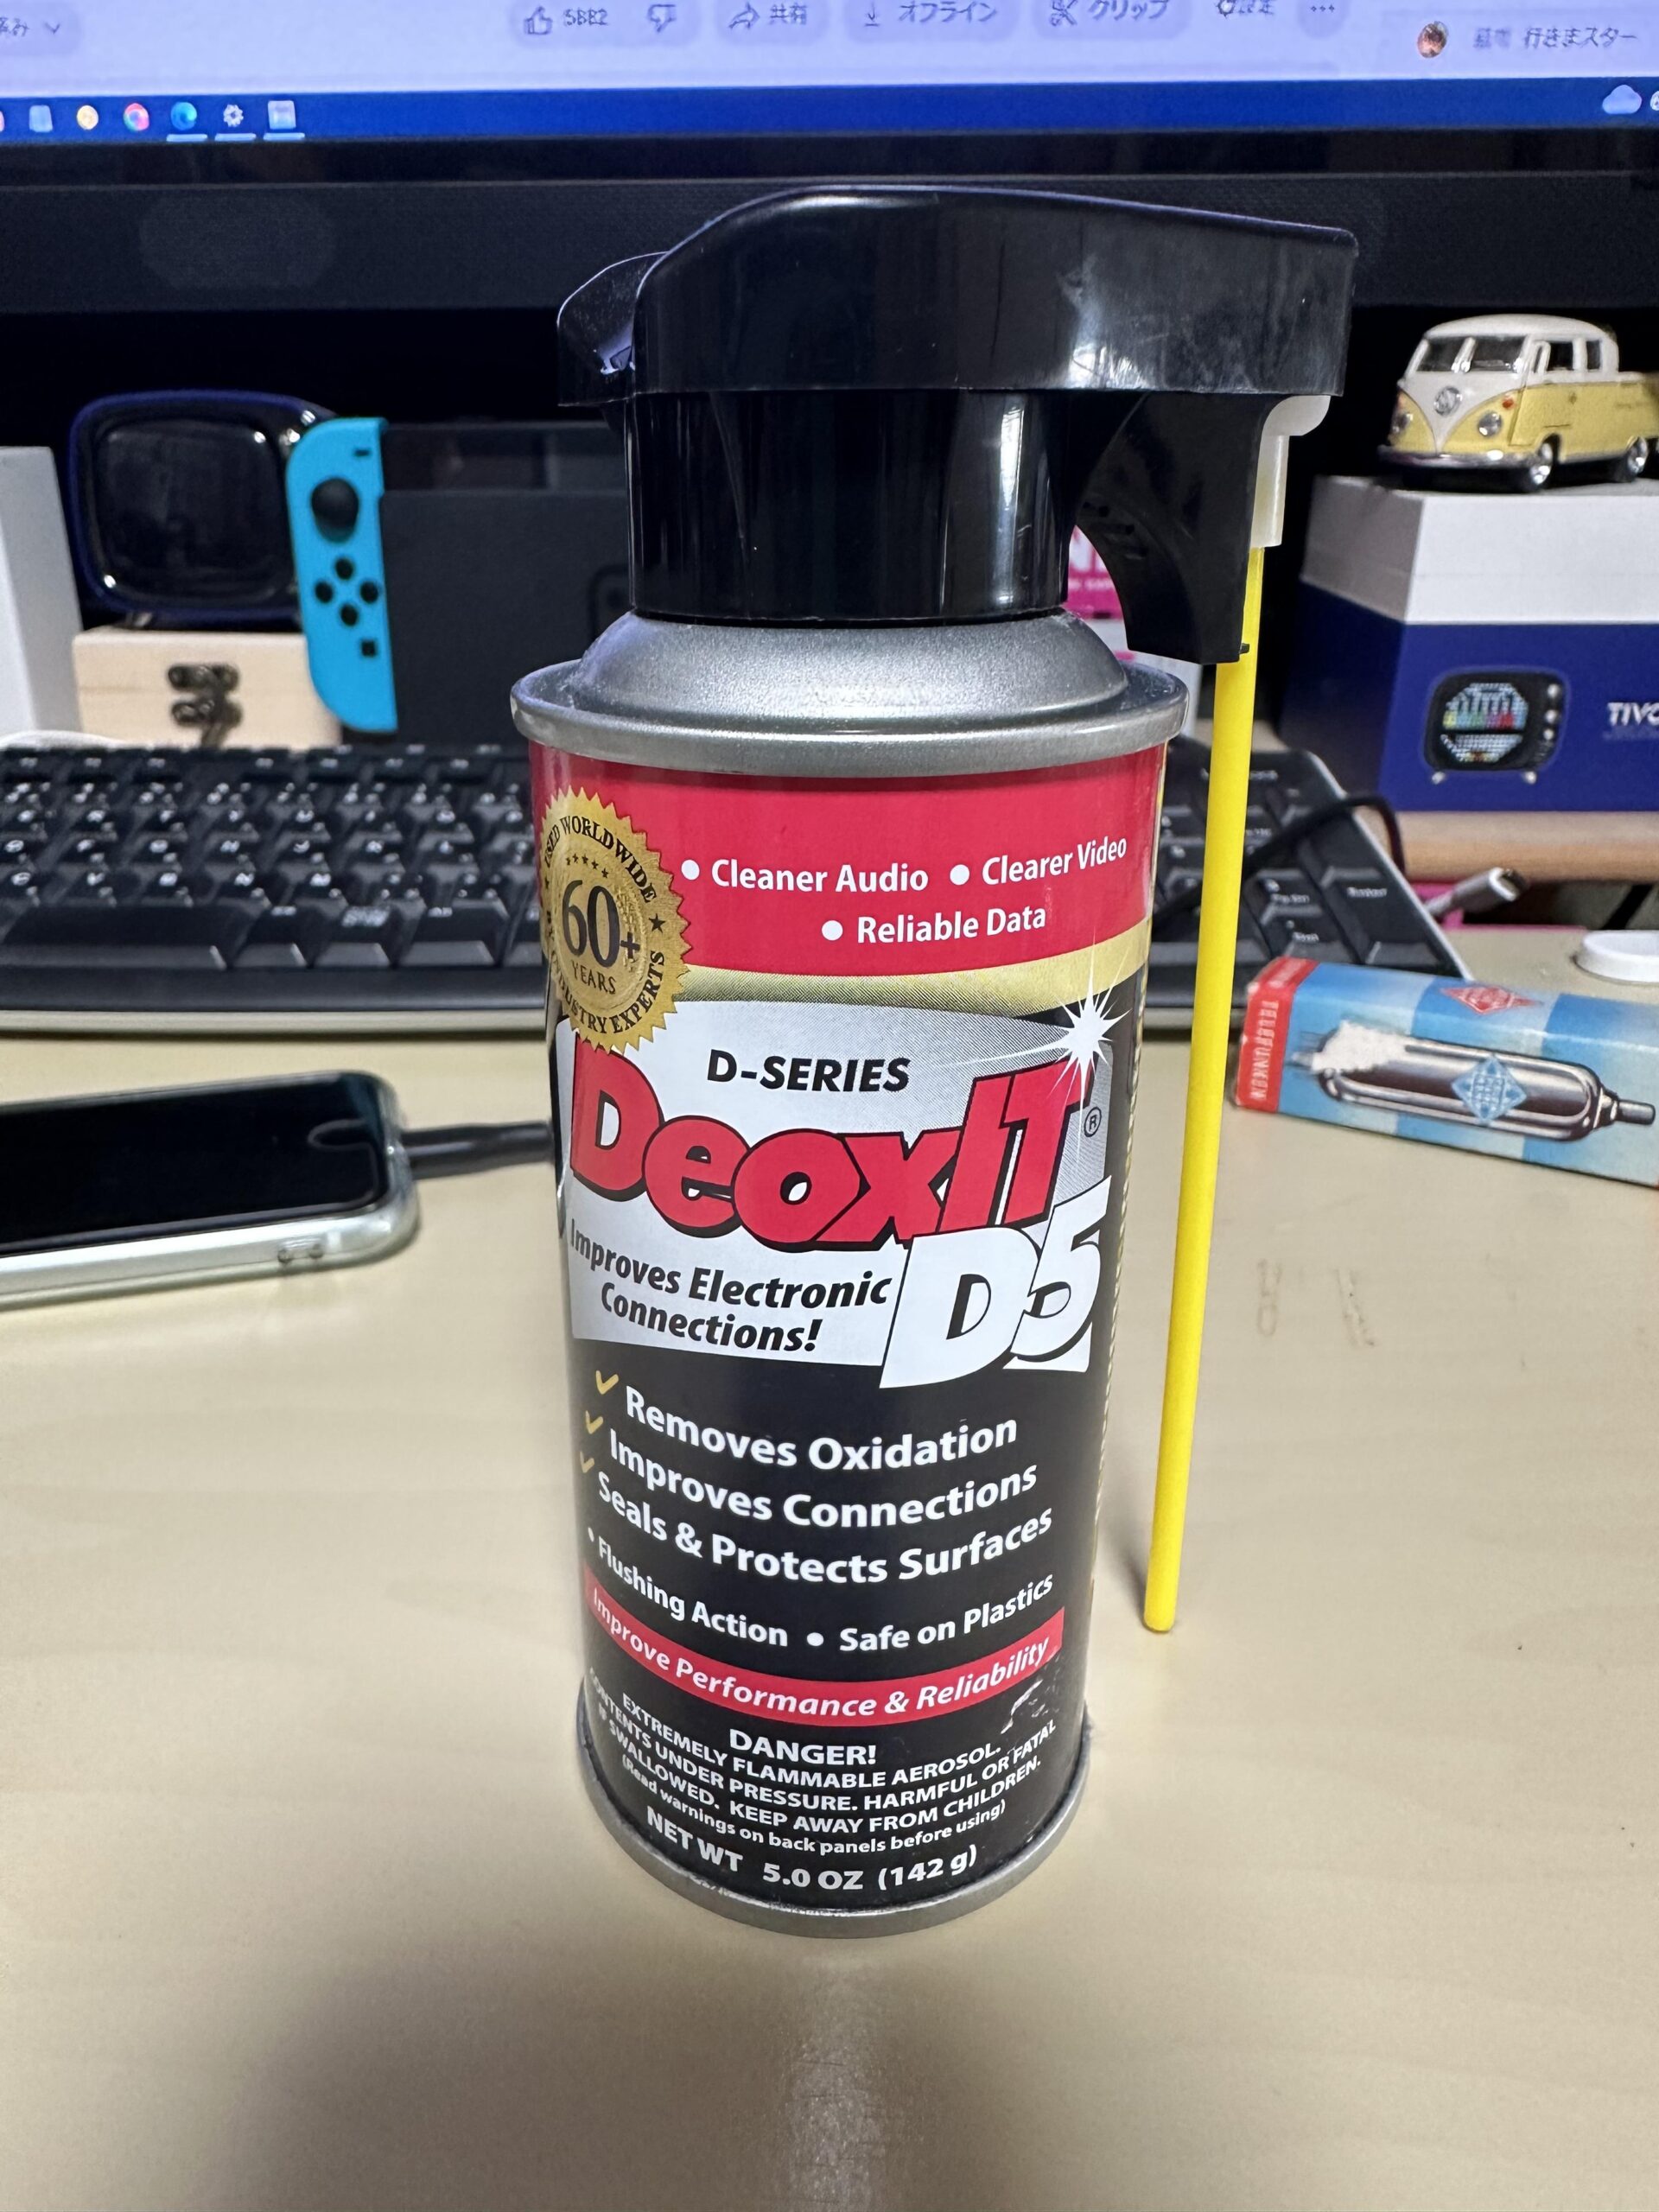 共有
オフライン
クリップ
USED WORLDWIDE
60+
YEARS
INDUSTRY EXPERTS
• Cleaner Audio • Clearer Video
• Reliable Data
D-SERIES
DeoxIT®
D5
Improves Electronic
Connections!
Removes Oxidation
Improves Connections
Seals & Protects Surfaces
• Flushing Action • Safe on Plastics
Improve Performance & Reliability
DANGER!
EXTREMELY FLAMMABLE AEROSOL.
CONTENTS UNDER PRESSURE. HARMFUL OR FATAL
IF SWALLOWED. KEEP AWAY FROM CHILDREN.
(Read warnings on back panels before using)
NET WT 5.0 OZ (142 g)
TELEFUNKEN